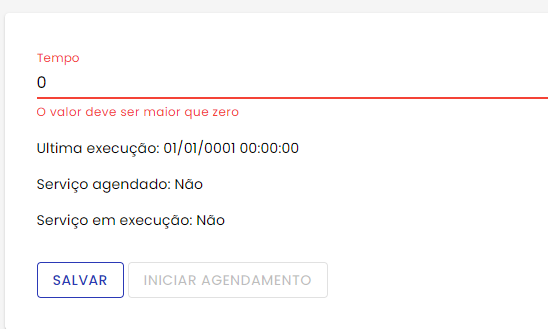 Tempo
0
O valor deve ser maior que zero
Ultima execução: 01/01/0001 00:00:00
Serviço agendado: Não
Serviço em execução: Não
SALVAR INICIAR AGENDAMENTO